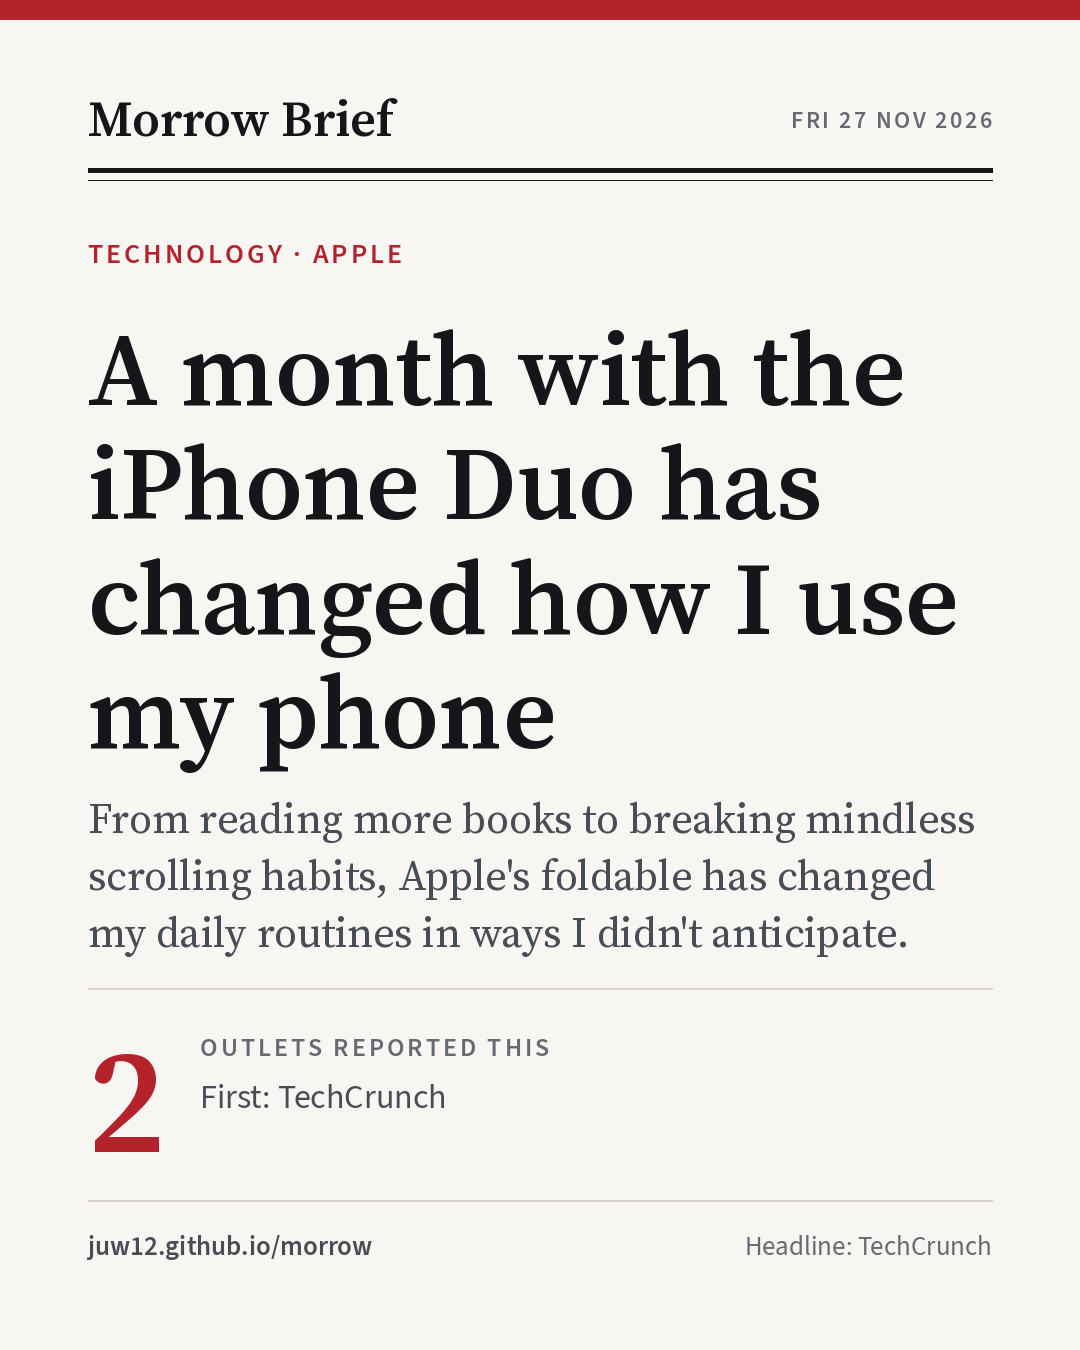 Morrow Brief
FRI 27 NOV 2026
TECHNOLOGY · APPLE
A month with the
iPhone Duo has
changed how I use
my phone
From reading more books to breaking mindless
scrolling habits, Apple's foldable has changed
my daily routines in ways I didn't anticipate.
2
OUTLETS REPORTED THIS
First: TechCrunch
juw12.github.io/morrow
Headline: TechCrunch